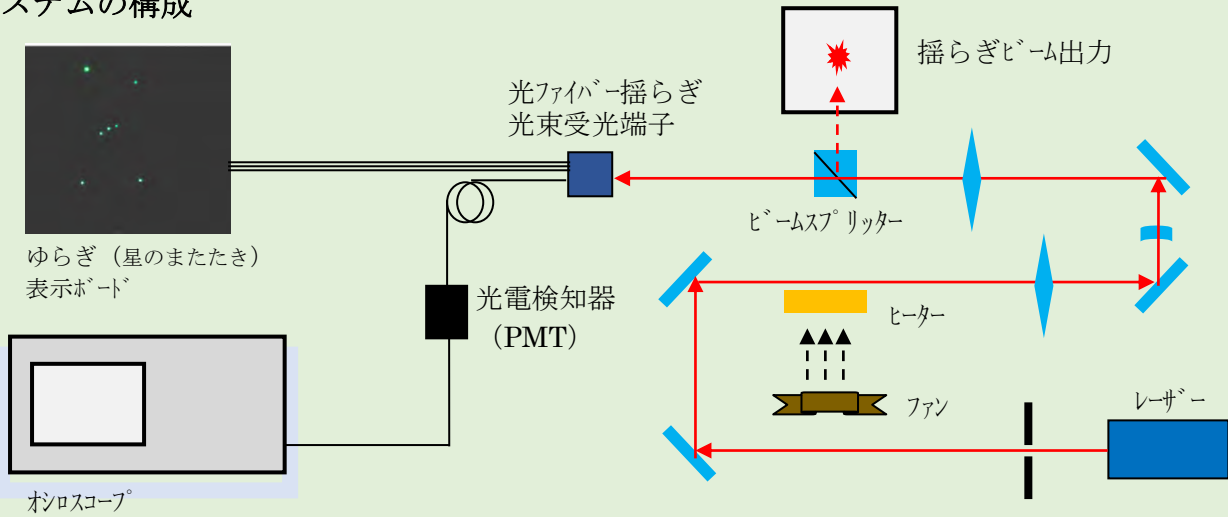 ステムの構成
揺らぎﾋﾞｰﾑ出力
光ﾌｧｲﾊﾞｰ揺らぎ
光束受光端子
ﾋﾞｰﾑｽﾌﾟﾘｯﾀｰ
ゆらぎ（星のまたたき）
表示ﾎﾞｰﾄﾞ
光電検知器
（PMT）
ﾋｰﾀｰ
ﾌｧﾝ
ﾚｰｻﾞｰ
ｵｼﾛｽｺｰﾌﾟ